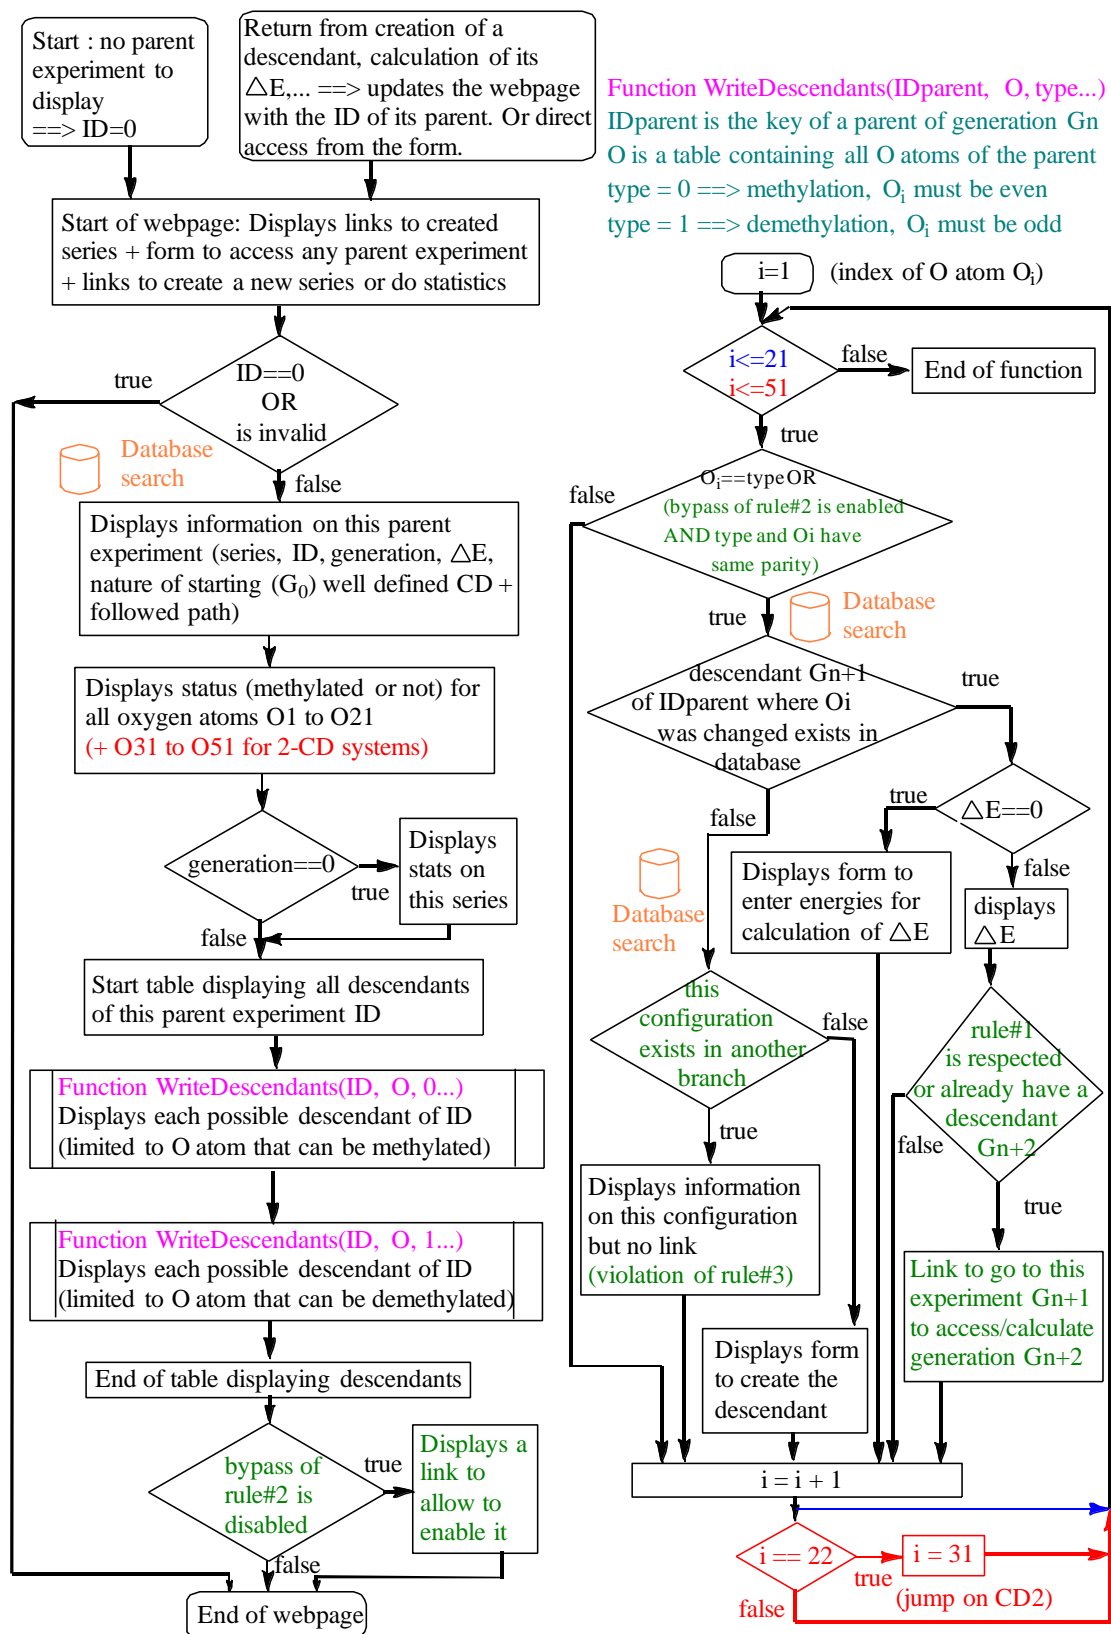 Start : no parent
experiment to
display
==> ID=0
Return from creation of a
descendant, calculation of its
△E,... ==> updates the webpage
with the ID of its parent. Or direct
access from the form.
Start of webpage: Displays links to created
series + form to access any parent experiment
+ links to create a new series or do statistics
ID==0
OR
is invalid
true
false
Database
search
Displays information on this parent
experiment (series, ID, generation, △E,
nature of starting (G0) well defined CD +
followed path)
Displays status (methylated or not) for
all oxygen atoms O1 to O21
(+ O31 to O51 for 2-CD systems)
generation==0
true
Displays
stats on
this series
false
Start table displaying all descendants
of this parent experiment ID
Function WriteDescendants(ID, O, 0...)
Displays each possible descendant of ID
(limited to O atom that can be methylated)
Function WriteDescendants(ID, O, 1...)
Displays each possible descendant of ID
(limited to O atom that can be demethylated)
End of table displaying descendants
bypass of
rule#2 is
disabled
true
Displays a
link to
allow to
enable it
false
End of webpage
Function WriteDescendants(IDparent, O, type...)
IDparent is the key of a parent of generation Gn
O is a table containing all O atoms of the parent
type = 0 ==> methylation, Oi must be even
type = 1 ==> demethylation, Oi must be odd
i=1
(index of O atom Oi)
i<=21
i<=51
false
End of function
true
Oi==type OR
(bypass of rule#2 is enabled
AND type and Oi have
same parity)
false
true
Database
search
descendant Gn+1
of IDparent where Oi
was changed exists in
database
true
false
△E==0
true
false
Displays form to
enter energies for
calculation of △E
displays
△E
Database
search
this
configuration
exists in another
branch
false
true
rule#1
is respected
or already have a
descendant
Gn+2
false
true
Displays information
on this configuration
but no link
(violation of rule#3)
Link to go to this
experiment Gn+1
to access/calculate
generation Gn+2
Displays form
to create the
descendant
i = i + 1
i == 22
true
i = 31
(jump on CD2)
false